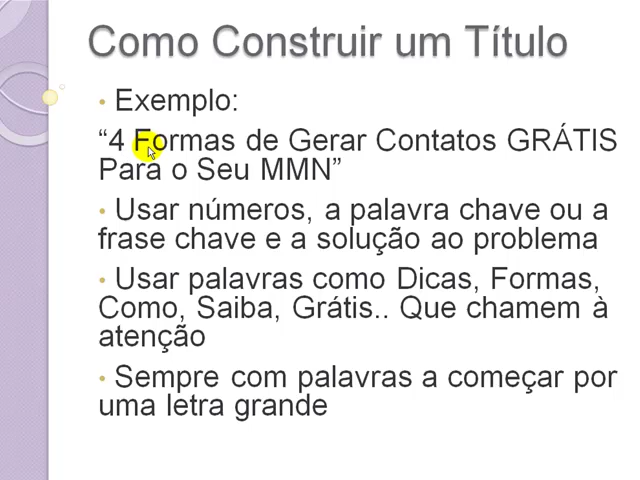 Como Construir um Título
• Exemplo:
“4 Formas de Gerar Contatos GRÁTIS
Para o Seu MMN”
• Usar números, a palavra chave ou a
frase chave e a solução ao problema
• Usar palavras como Dicas, Formas,
Como, Saiba, Grátis.. Que chamem à
atenção
• Sempre com palavras a começar por
uma letra grande